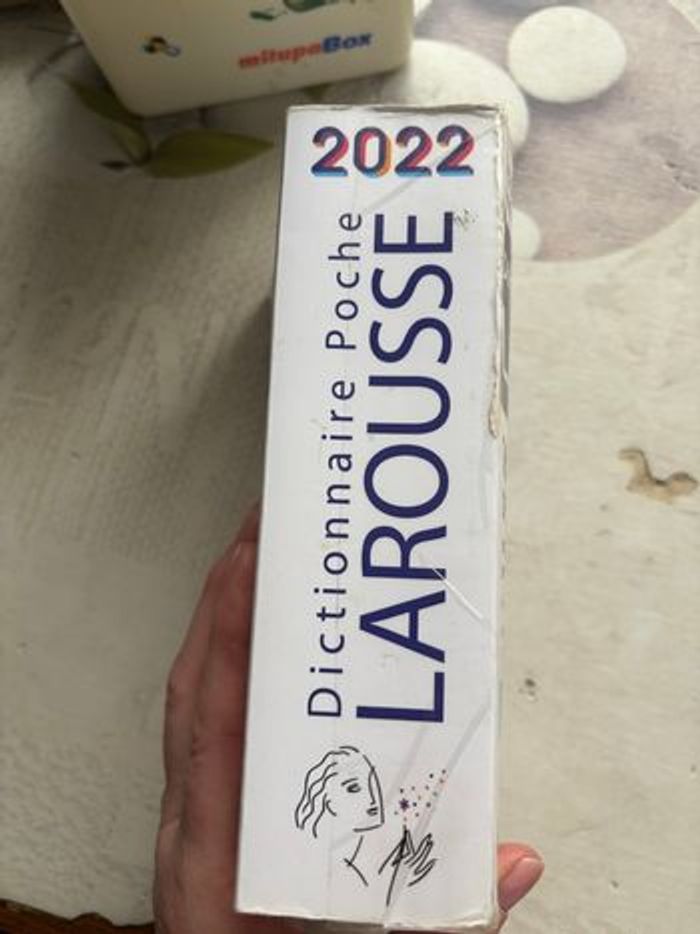 mitupaBox
2022
Dictionnaire Poche
LAROUSSE